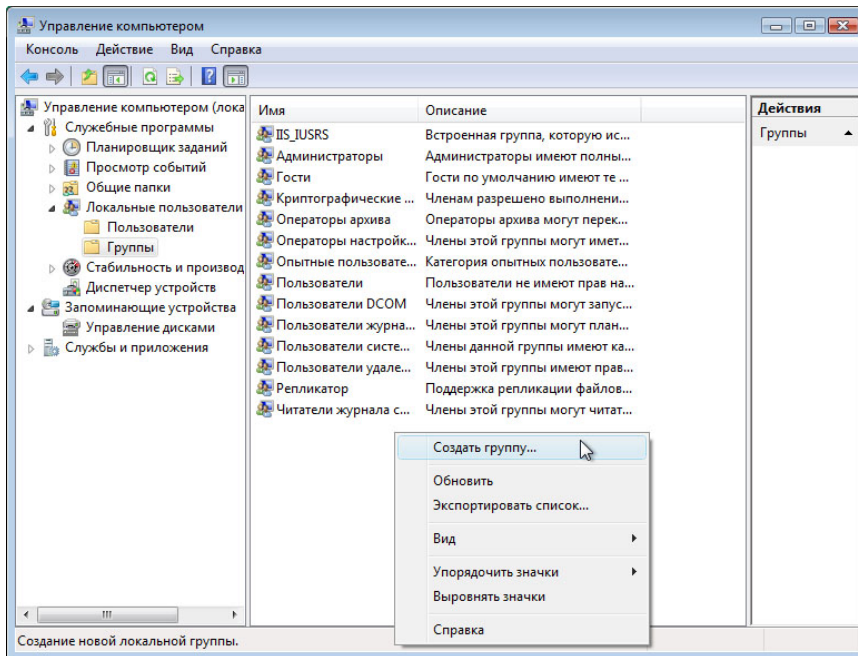 Управление компьютером
Консоль Действие Вид Справка
Управление компьютером (лока
Служебные программы
Планировщик заданий
Просмотр событий
Общие папки
Локальные пользователи
Пользователи
Группы
Стабильность и производ
Диспетчер устройств
Запоминающие устройства
Управление дисками
Службы и приложения
Имя Описание
IIS_IUSRS Встроенная группа, которую ис...
Администраторы Администраторы имеют полны...
Гости Гости по умолчанию имеют те ...
Криптографические ... Членам разрешено выполнени...
Операторы архива Операторы архива могут перек...
Операторы настройк... Члены этой группы могут имет...
Опытные пользовате... Категория опытных пользовате...
Пользователи Пользователи не имеют прав на...
Пользователи DCOM Члены этой группы могут запус...
Пользователи журна... Члены этой группы могут план...
Пользователи систе... Члены данной группы имеют ка...
Пользователи удале... Члены этой группы имеют прав...
Репликатор Поддержка репликации файлов...
Читатели журнала с... Члены этой группы могут читат...
Создать группу...
Обновить
Экспортировать список...
Вид
Упорядочить значки
Выровнять значки
Справка
Действия
Группы
Создание новой локальной группы.